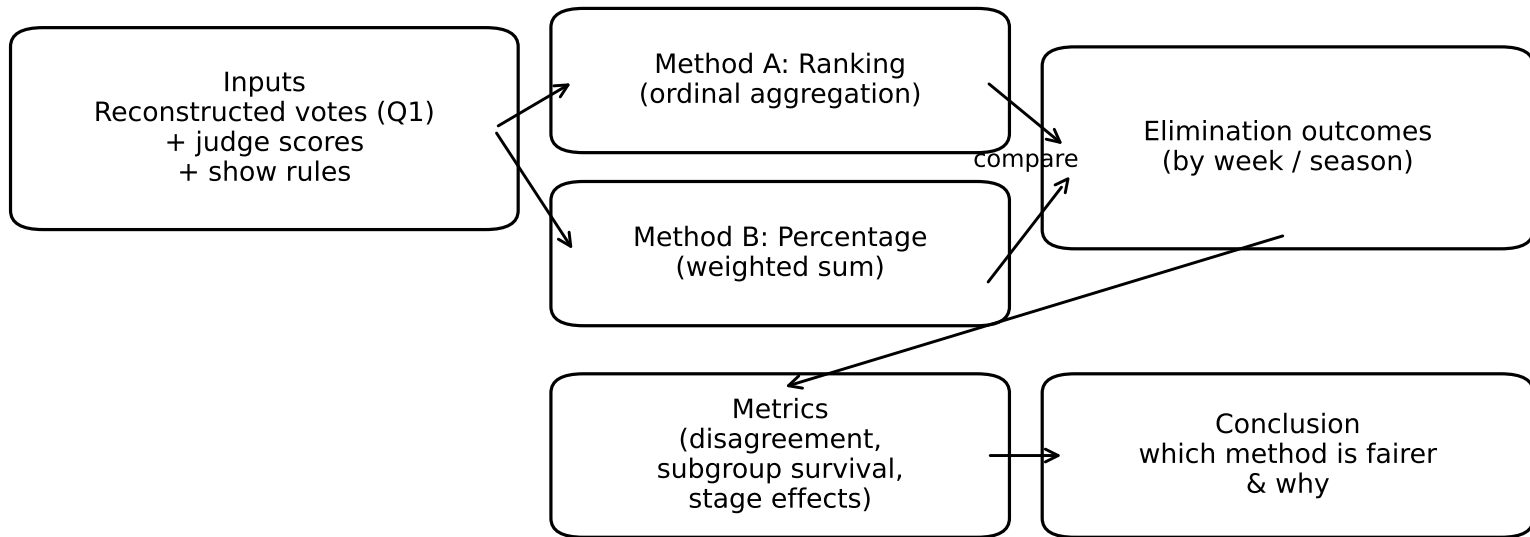 Inputs
Reconstructed votes (Q1)
+ judge scores
+ show rules
Method A: Ranking
(ordinal aggregation)
Method B: Percentage
(weighted sum)
compare
Elimination outcomes
(by week / season)
Metrics
(disagreement,
subgroup survival,
stage effects)
Conclusion
which method is fairer
& why